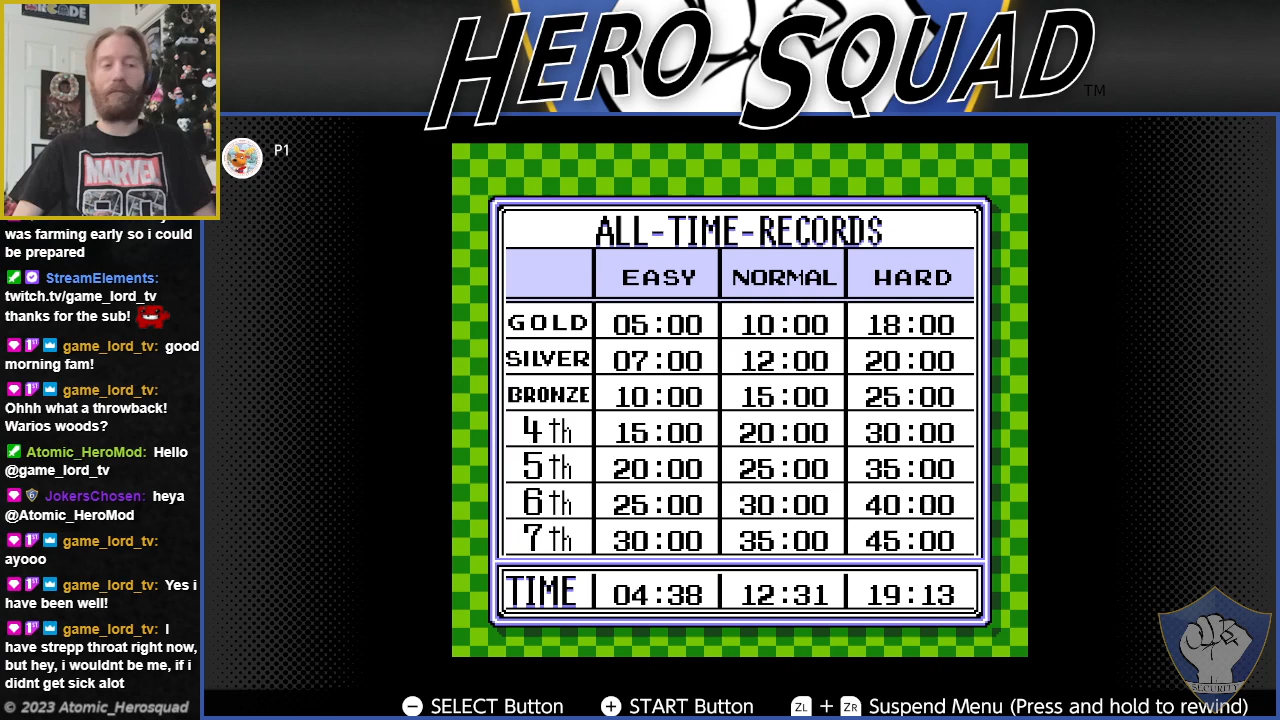 HERO SQUAD TM
P1
MARVEL
was farming early so i could
be prepared
StreamElements:
twitch.tv/game_lord_tv
thanks for the sub!
game_lord_tv: good
morning fam!
game_lord_tv:
Ohhh what a throwback!
Warios woods?
Atomic_HeroMod: Hello
@game_lord_tv
JokersChosen: heya
@Atomic_HeroMod
game_lord_tv:
ayooo
game_lord_tv: Yes i
have been well!
game_lord_tv: I
have strepp throat right now,
but hey, i wouldnt be me, if i
didnt get sick alot
© 2023 Atomic_Herosquad
ALL-TIME-RECORDS
EASY NORMAL HARD
GOLD 05:00 10:00 18:00
SILVER 07:00 12:00 20:00
BRONZE 10:00 15:00 25:00
4th 15:00 20:00 30:00
5th 20:00 25:00 35:00
6th 25:00 30:00 40:00
7th 30:00 35:00 45:00
TIME 04:38 12:31 19:13
SECURITY
SELECT Button + START Button ZL + ZR Suspend Menu (Press and hold to rewind)